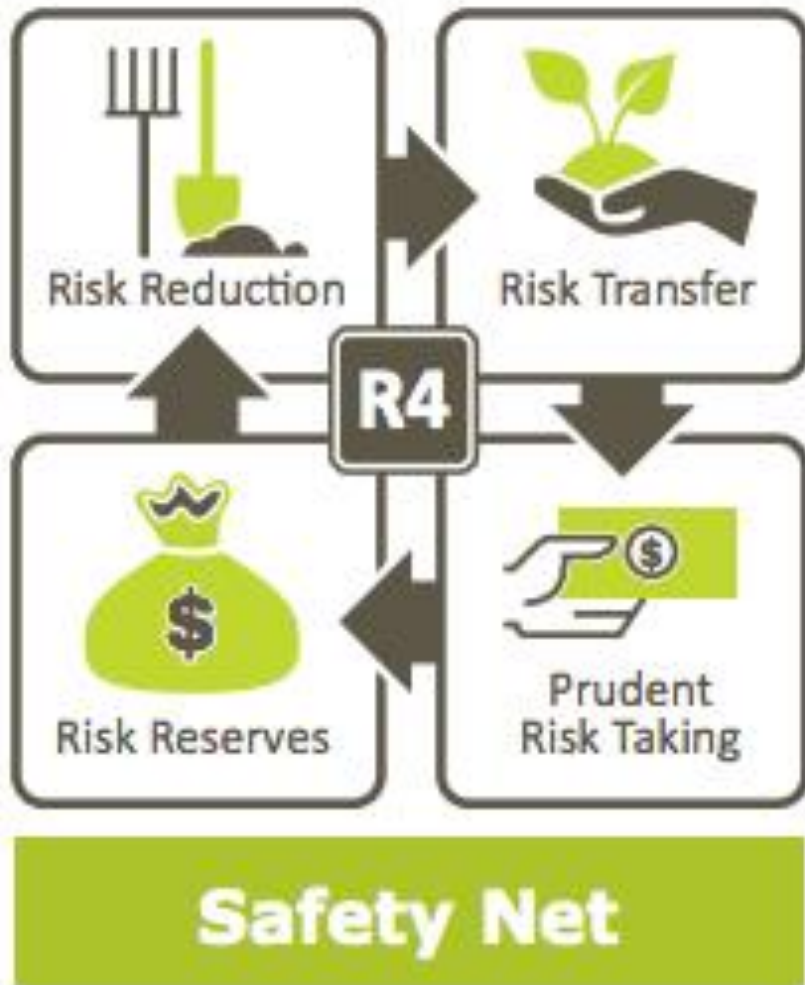 Risk Reduction
Risk Transfer
R4
Risk Reserves
$
$
Prudent
Risk Taking
Safety Net